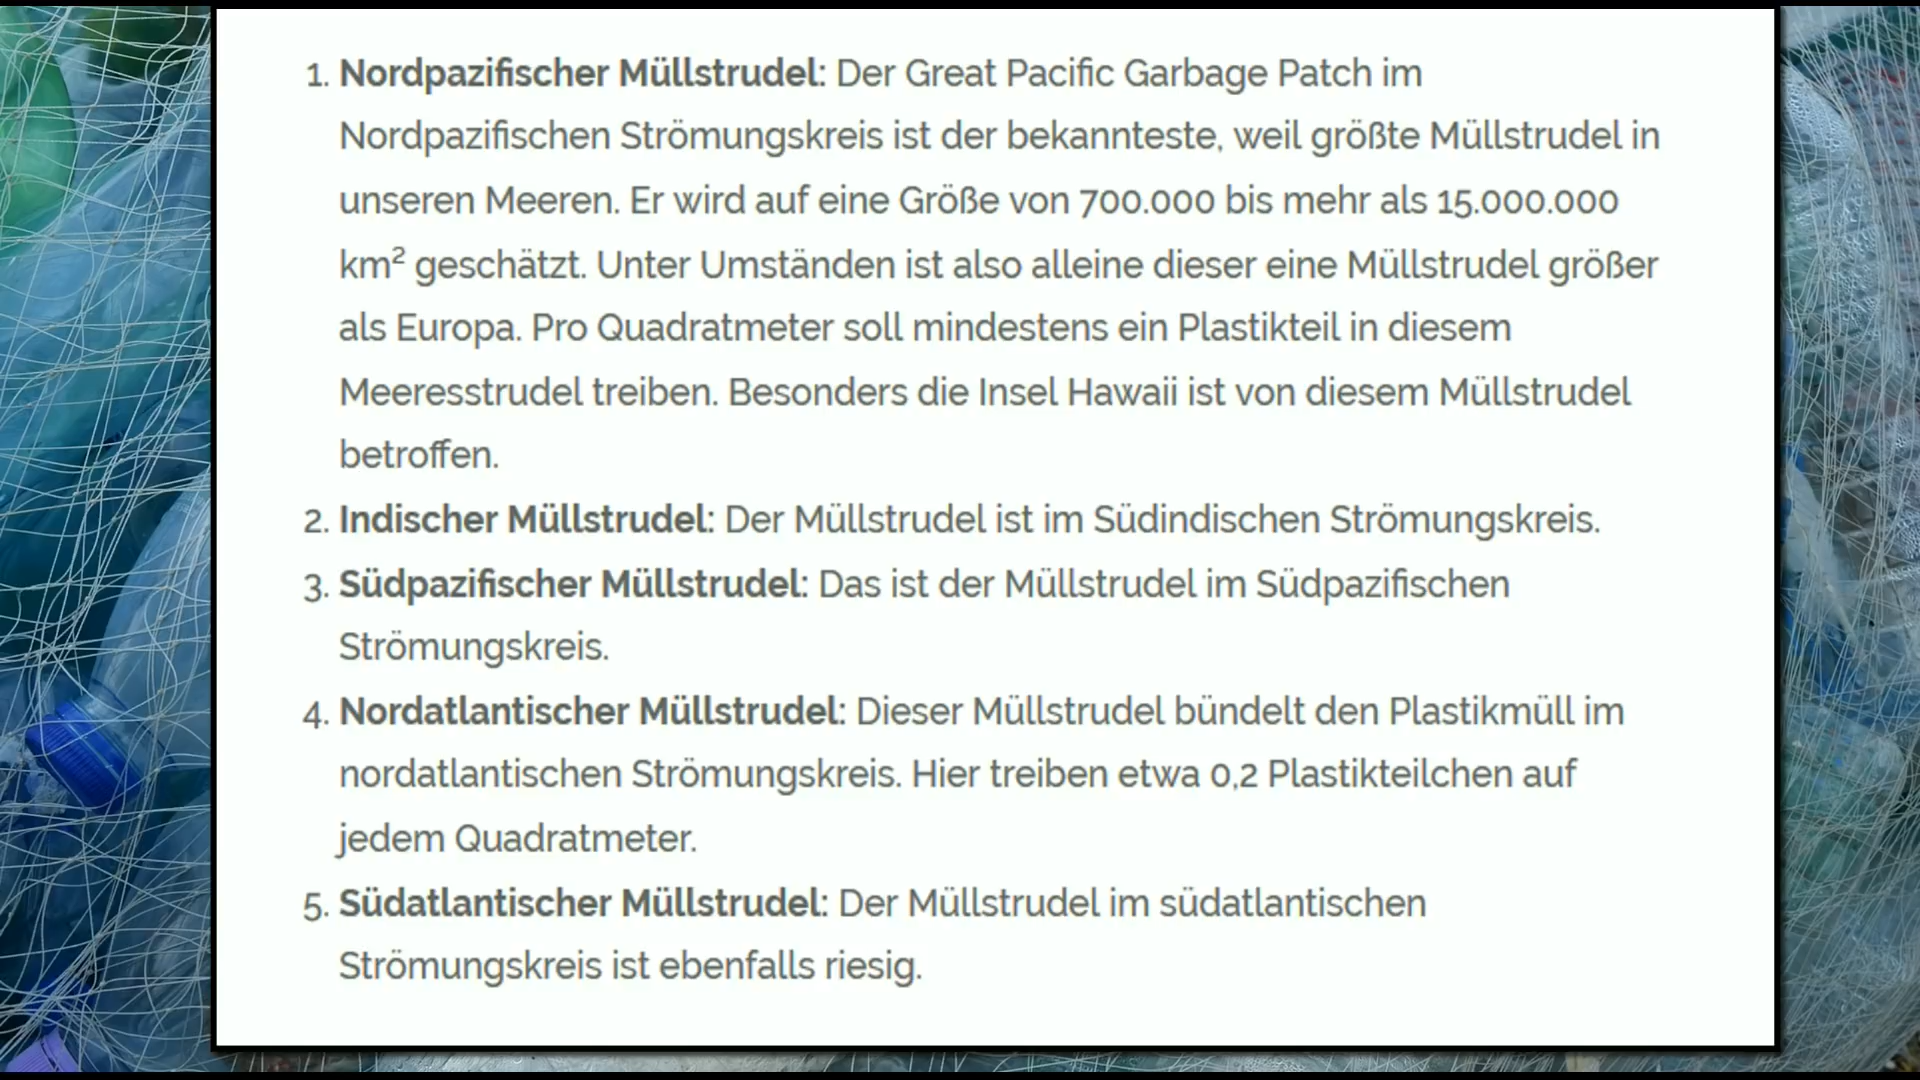 1. Nordpazifischer Müllstrudel: Der Great Pacific Garbage Patch im
Nordpazifischen Strömungskreis ist der bekannteste, weil größte Müllstrudel in
unseren Meeren. Er wird auf eine Größe von 700.000 bis mehr als 15.000.000
km² geschätzt. Unter Umständen ist also alleine dieser eine Müllstrudel größer
als Europa. Pro Quadratmeter soll mindestens ein Plastikteil in diesem
Meeresstrudel treiben. Besonders die Insel Hawaii ist von diesem Müllstrudel
betroffen.
2. Indischer Müllstrudel: Der Müllstrudel ist im Südindischen Strömungskreis.
3. Südpazifischer Müllstrudel: Das ist der Müllstrudel im Südpazifischen
Strömungskreis.
4. Nordatlantischer Müllstrudel: Dieser Müllstrudel bündelt den Plastikmüll im
nordatlantischen Strömungskreis. Hier treiben etwa 0,2 Plastikteilchen auf
jedem Quadratmeter.
5. Südatlantischer Müllstrudel: Der Müllstrudel im südatlantischen
Strömungskreis ist ebenfalls riesig.